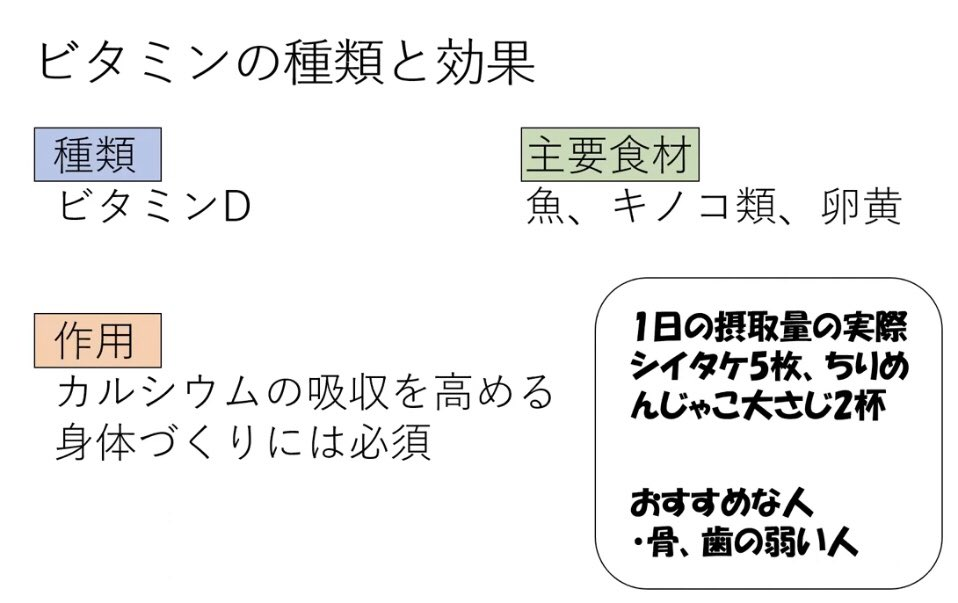 ビタミンの種類と効果
種類
ビタミンD
主要食材
魚、キノコ類、卵黄
作用
カルシウムの吸収を高める
身体づくりには必須
1日の摂取量の実際
シイタケ5枚、ちりめ
んじゃこ大さじ2杯
おすすめな人
・骨、歯の弱い人